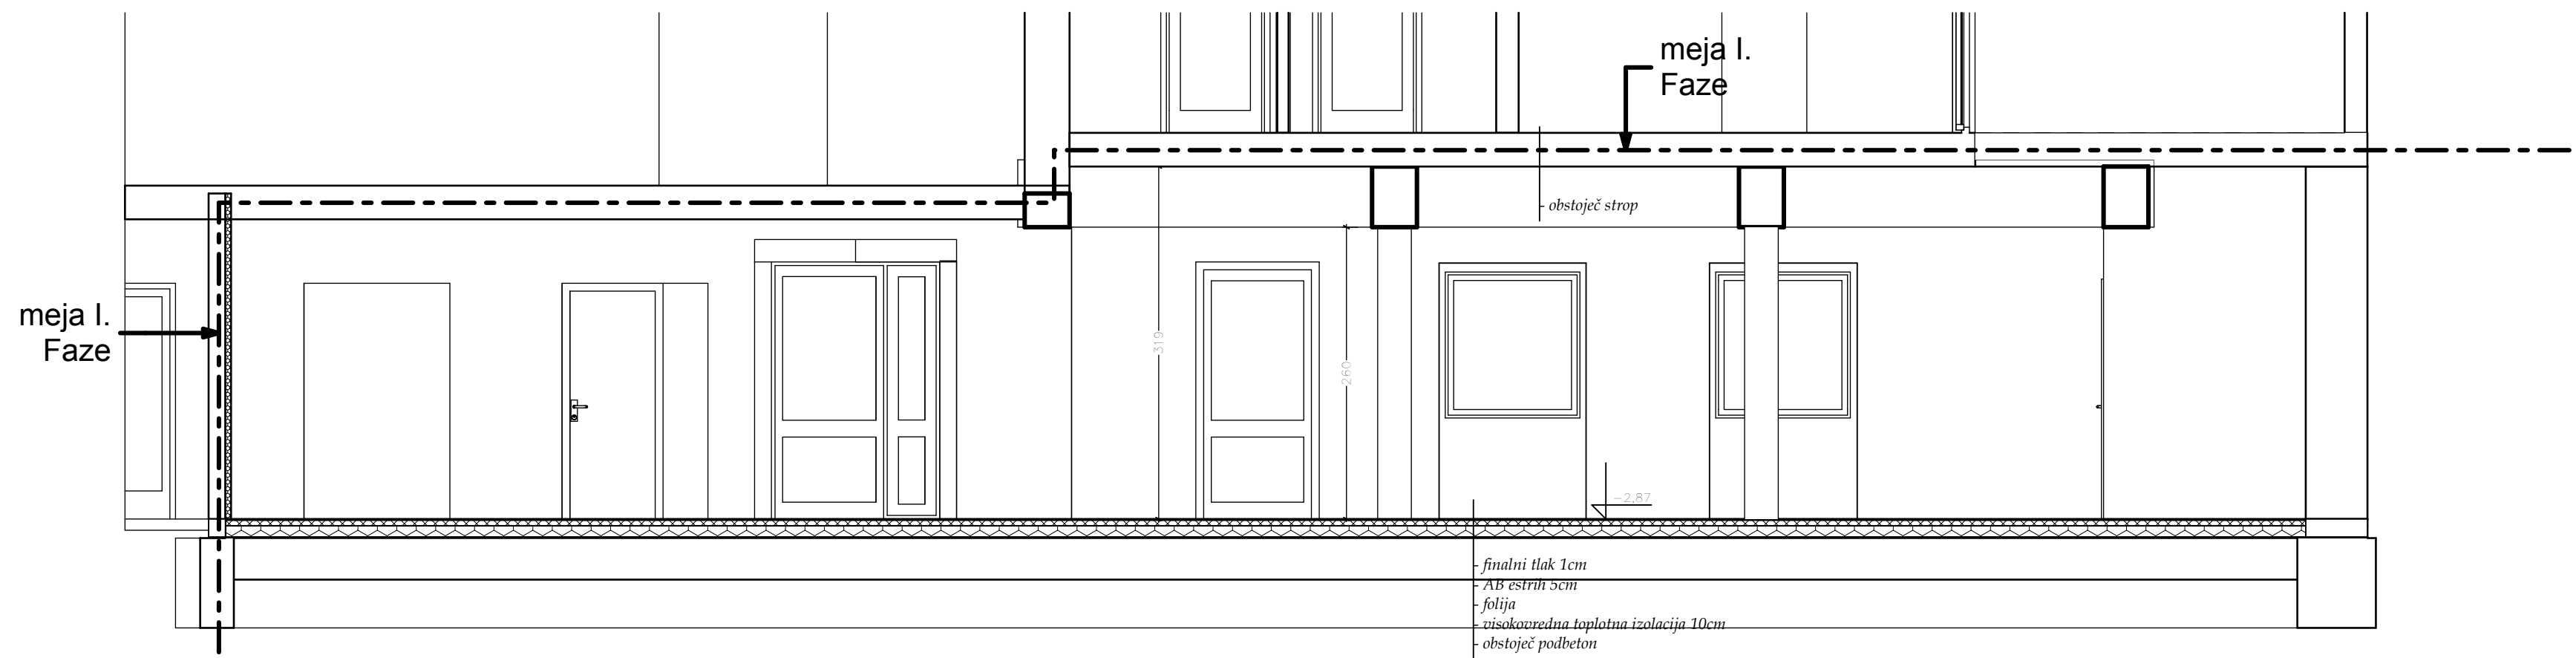 meja I.
Faze
obstoječ strop
meja I.
Faze
319
260
-2,87
finalni tlak 1cm
AB estrih 5cm
folija
visokovredna toplotna izolacija 10cm
obstoječ podbeton